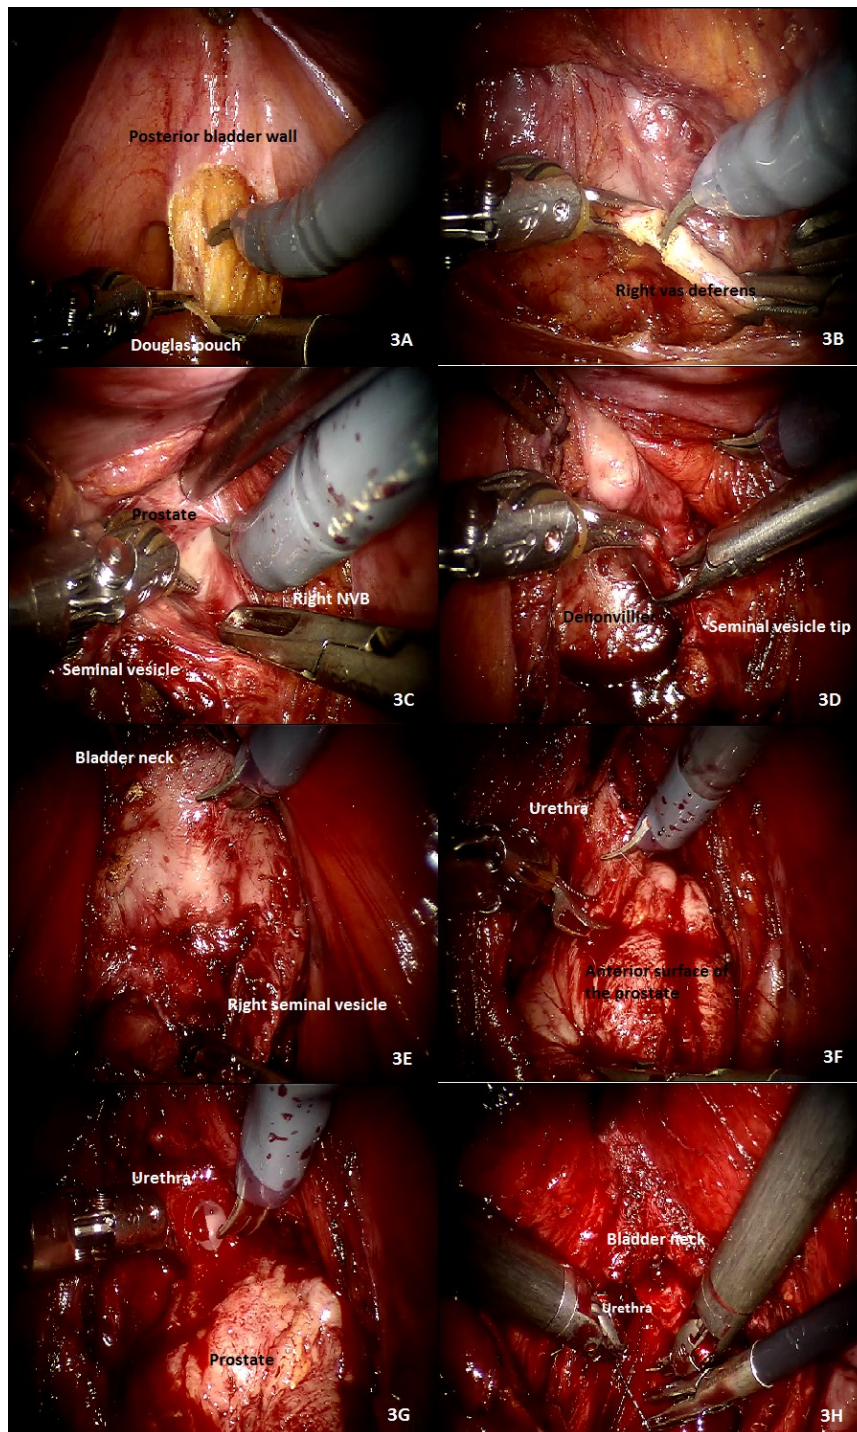 Posterior bladder wall
Douglas pouch
3A
Right vas deferens
3B
Prostate
Right NVB
Seminal vesicle
3C
Denonvillier
Seminal vesicle tip
3D
Bladder neck
Right seminal vesicle
3E
Urethra
Anterior surface of
the prostate
3F
Urethra
Prostate
3G
Bladder neck
Urethra
3H